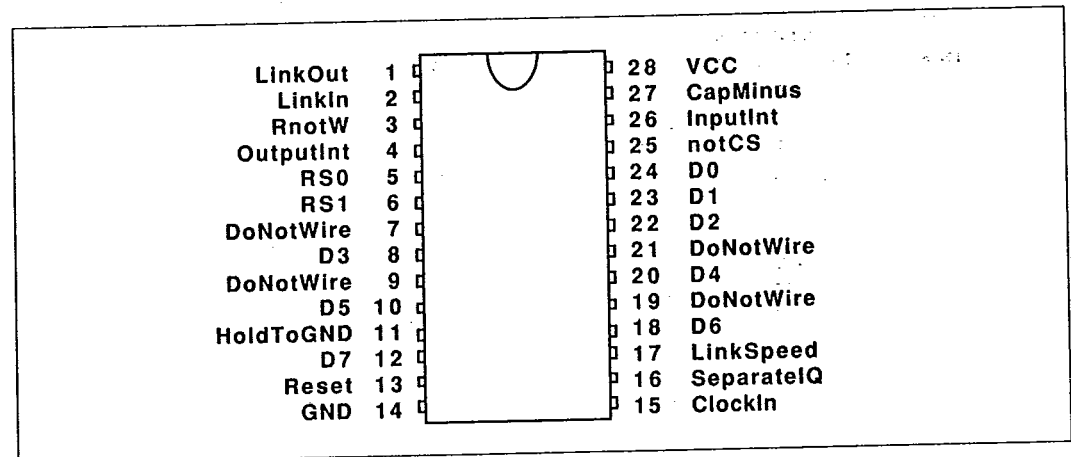 LinkOut 1
LinkIn 2
RnotW 3
OutputInt 4
RS0 5
RS1 6
DoNotWire 7
D3 8
DoNotWire 9
D5 10
HoldToGND 11
D7 12
Reset 13
GND 14
28 VCC
27 CapMinus
26 InputInt
25 notCS
24 D0
23 D1
22 D2
21 DoNotWire
20 D4
19 DoNotWire
18 D6
17 LinkSpeed
16 SeparateIQ
15 ClockIn